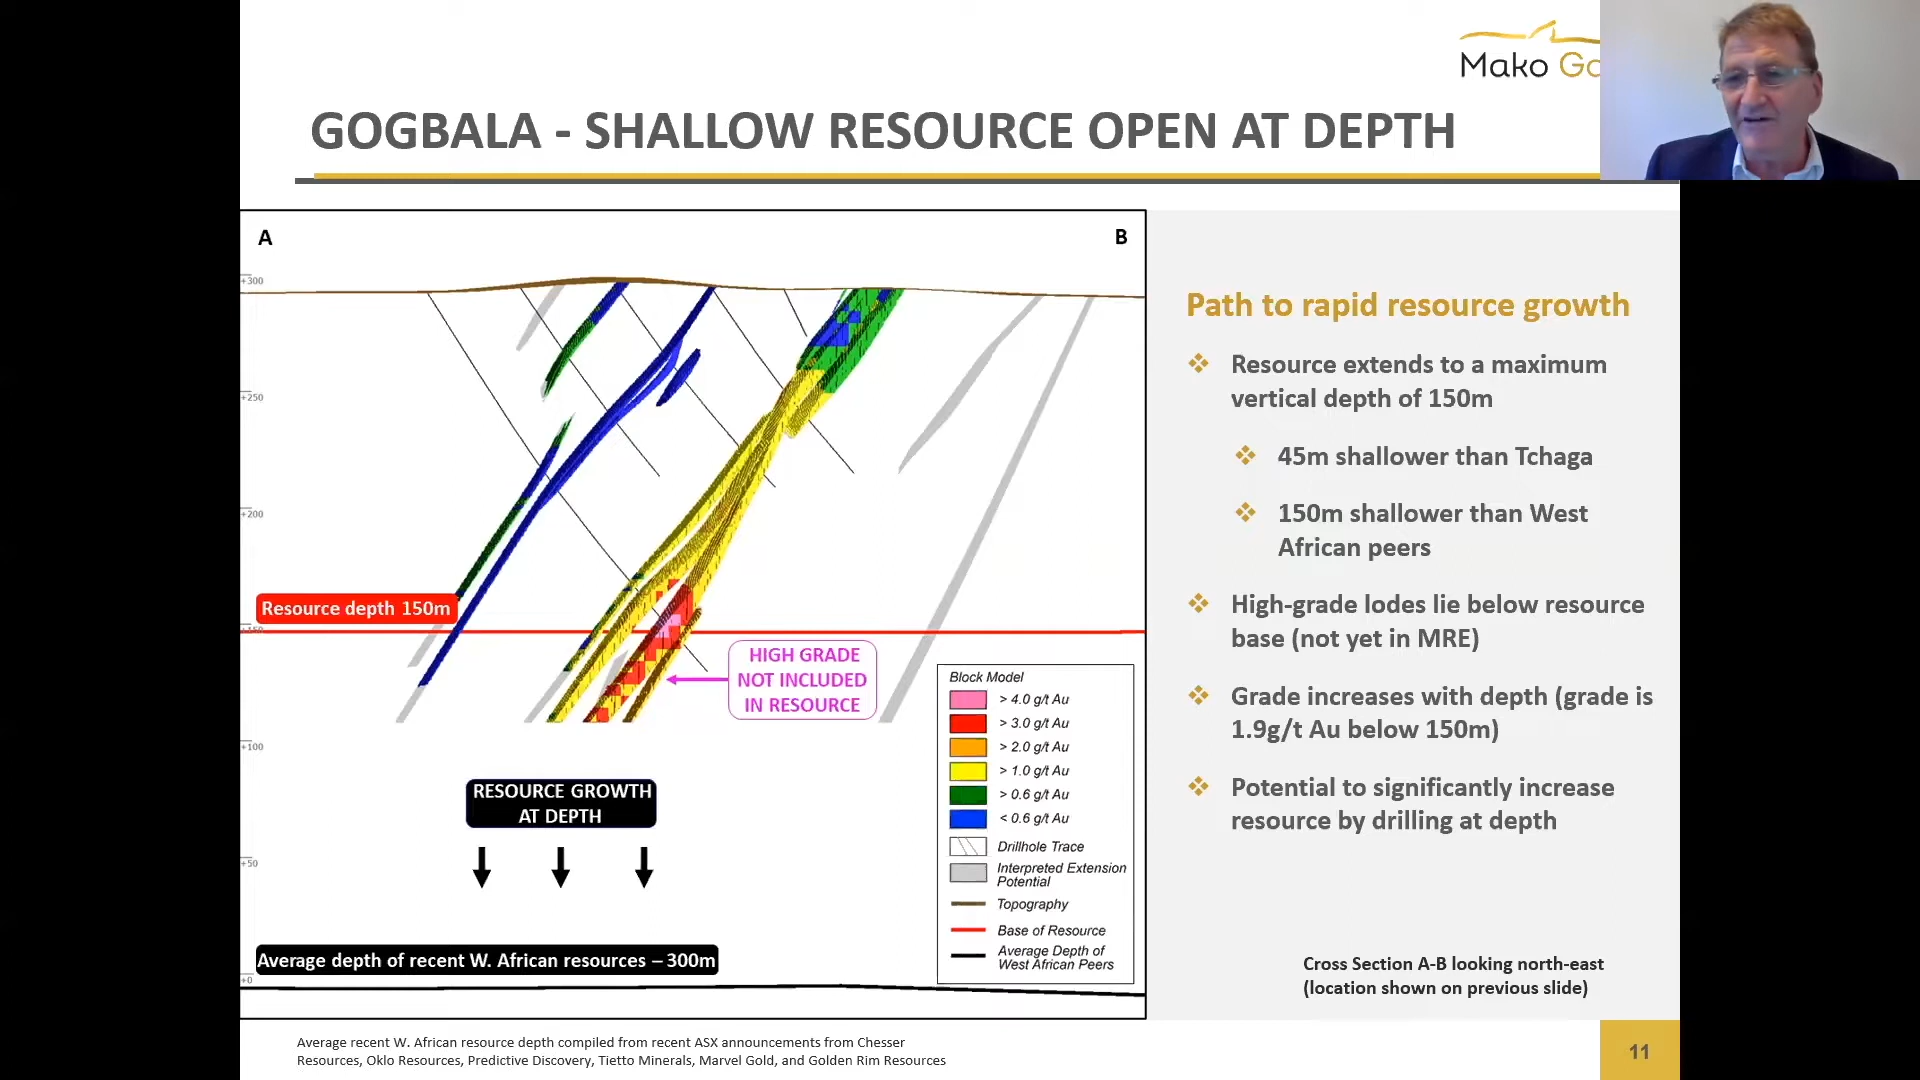 Mako Go
GOGBALA - SHALLOW RESOURCE OPEN AT DEPTH
A
B
+300
+250
+200
+150
+100
+50
+0
Resource depth 150m
HIGH GRADE
NOT INCLUDED
IN RESOURCE
RESOURCE GROWTH
AT DEPTH
Average depth of recent W. African resources – 300m
Block Model
> 4.0 g/t Au
> 3.0 g/t Au
> 2.0 g/t Au
> 1.0 g/t Au
> 0.6 g/t Au
< 0.6 g/t Au
Drillhole Trace
Interpreted Extension
Potential
Topography
Base of Resource
Average Depth of
West African Peers
Path to rapid resource growth
Resource extends to a maximum
vertical depth of 150m
45m shallower than Tchaga
150m shallower than West
African peers
High-grade lodes lie below resource
base (not yet in MRE)
Grade increases with depth (grade is
1.9g/t Au below 150m)
Potential to significantly increase
resource by drilling at depth
Cross Section A-B looking north-east
(location shown on previous slide)
Average recent W. African resource depth compiled from recent ASX announcements from Chesser
Resources, Oklo Resources, Predictive Discovery, Tietto Minerals, Marvel Gold, and Golden Rim Resources
11